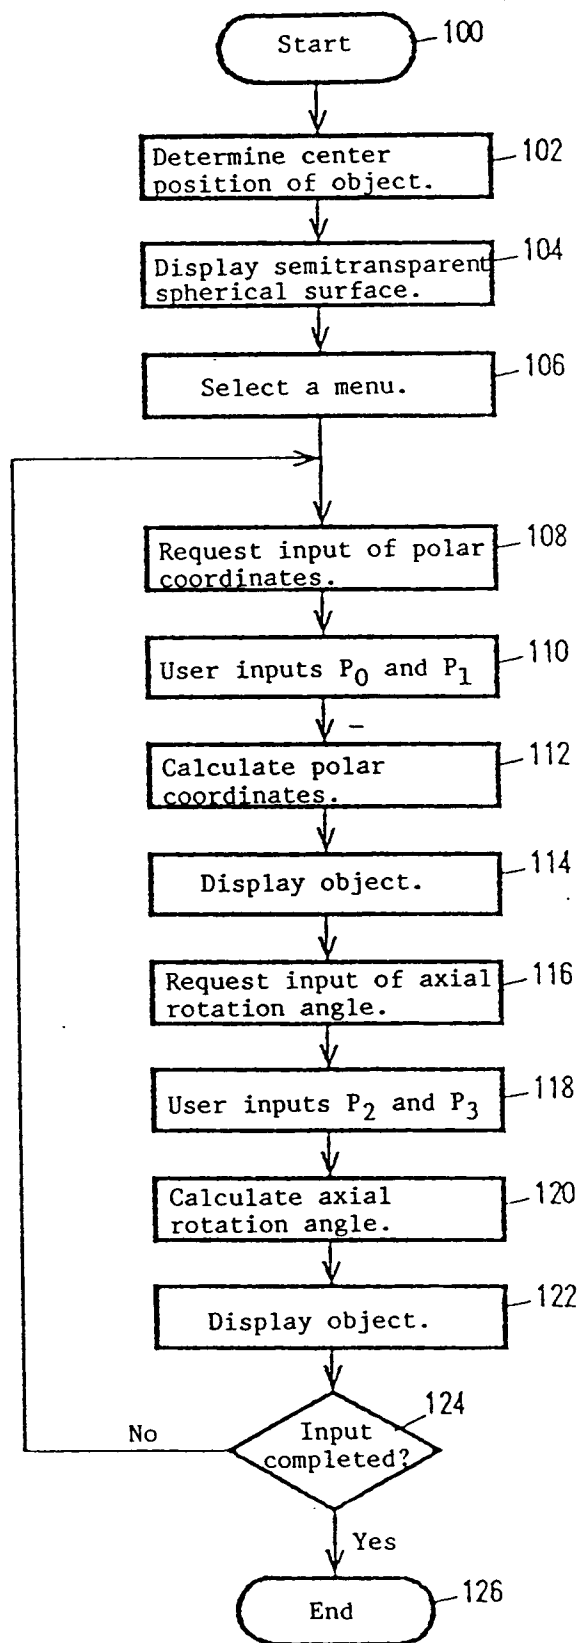 Start
100
Determine center
position of object.
102
Display semitransparent
spherical surface.
104
Select a menu.
106
Request input of polar
coordinates.
108
User inputs P0 and P1
110
Calculate polar
coordinates.
112
Display object.
114
Request input of axial
rotation angle.
116
User inputs P2 and P3
118
Calculate axial
rotation angle.
120
Display object.
122
Input
completed?
124
No
Yes
End
126